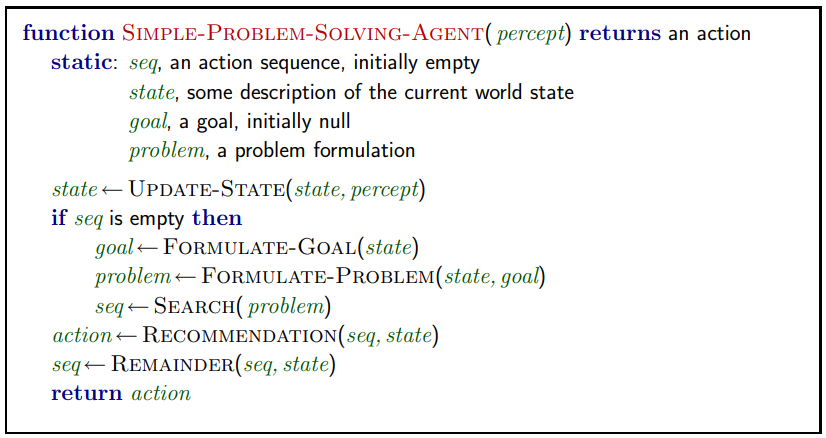 function SIMPLE-PROBLEM-SOLVING-AGENT( percept) returns an action
static: seq, an action sequence, initially empty
state, some description of the current world state
goal, a goal, initially null
problem, a problem formulation
state ← UPDATE-STATE(state, percept)
if seq is empty then
goal ← FORMULATE-GOAL(state)
problem ← FORMULATE-PROBLEM(state, goal)
seq ← SEARCH( problem)
action ← RECOMMENDATION(seq, state)
seq ← REMAINDER(seq, state)
return action